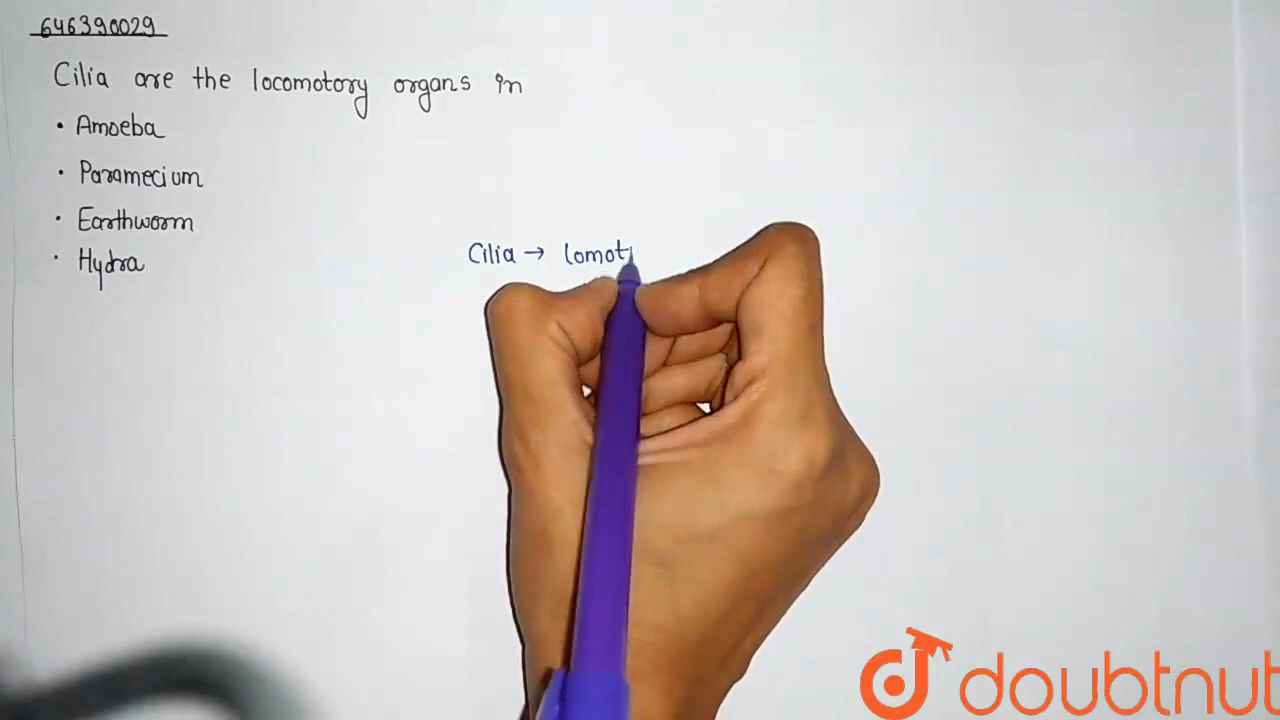 646390029
Cilia are the locomotory organs in
• Amoeba
• Paramecium
• Earthworm
• Hydra
Cilia → lomot
doubtnut